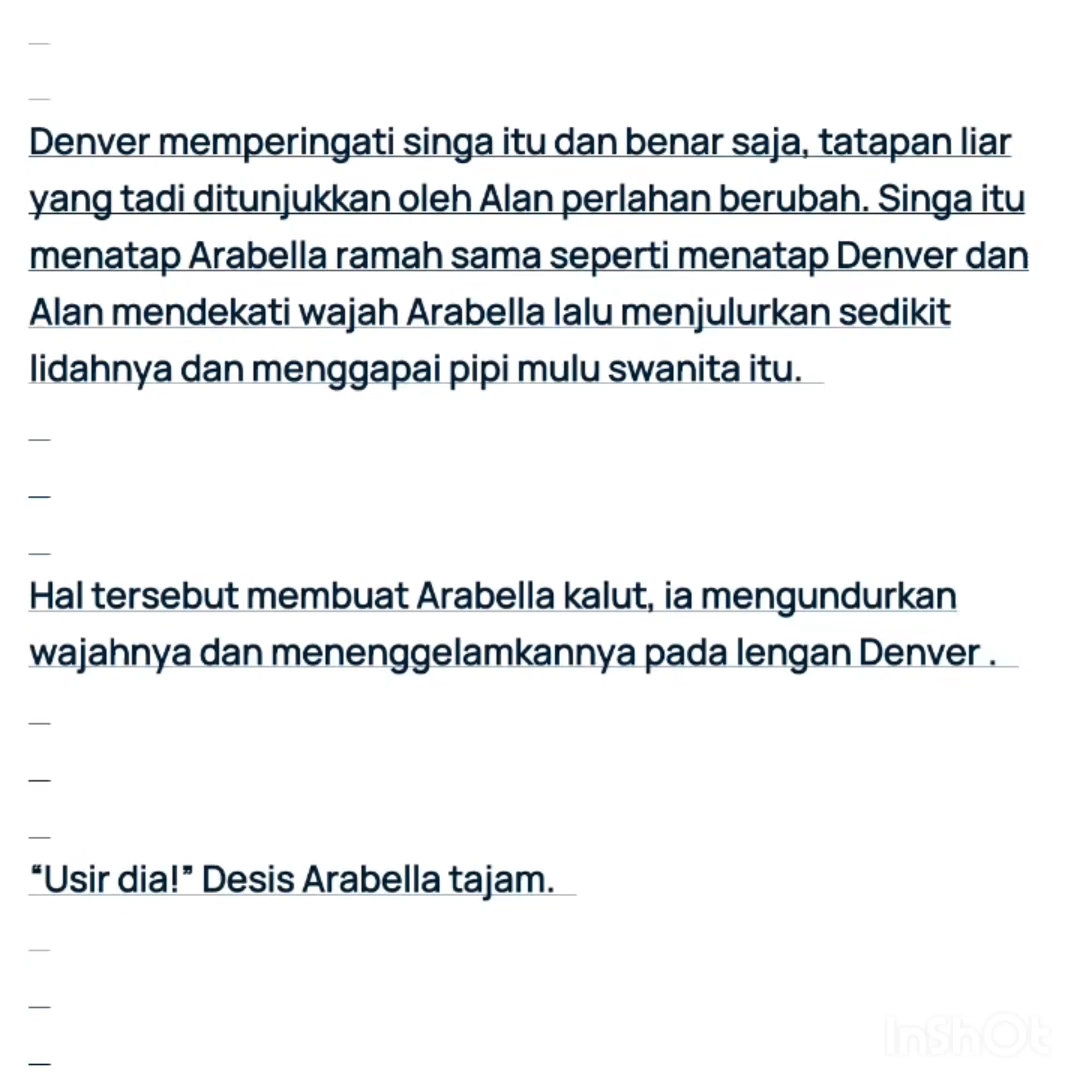 Denver memperingati singa itu dan benar saja, tatapan liar
yang tadi ditunjukkan oleh Alan perlahan berubah. Singa itu
menatap Arabella ramah sama seperti menatap Denver dan
Alan mendekati wajah Arabella lalu menjulurkan sedikit
lidahnya dan menggapai pipi mulu swanita itu.
Hal tersebut membuat Arabella kalut, ia mengundurkan
wajahnya dan menenggelamkannya pada lengan Denver .
“Usir dia!” Desis Arabella tajam.
InShOt